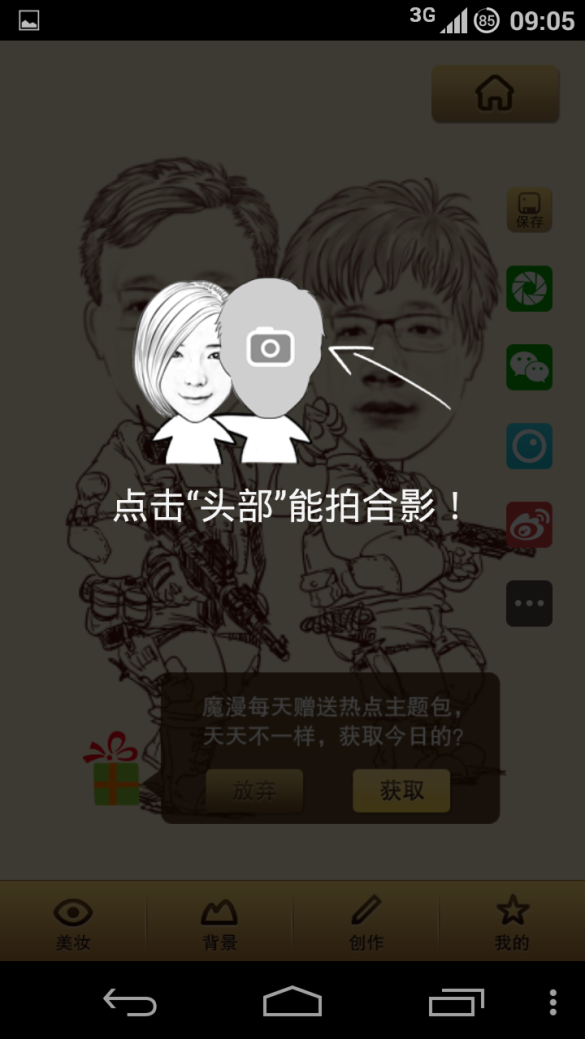 3G
85
09:05
保存
点击“头部”能拍合影！
魔漫每天赠送热点主题包，
天天不一样，获取今日的?
放弃
获取
美妆
背景
创作
我的